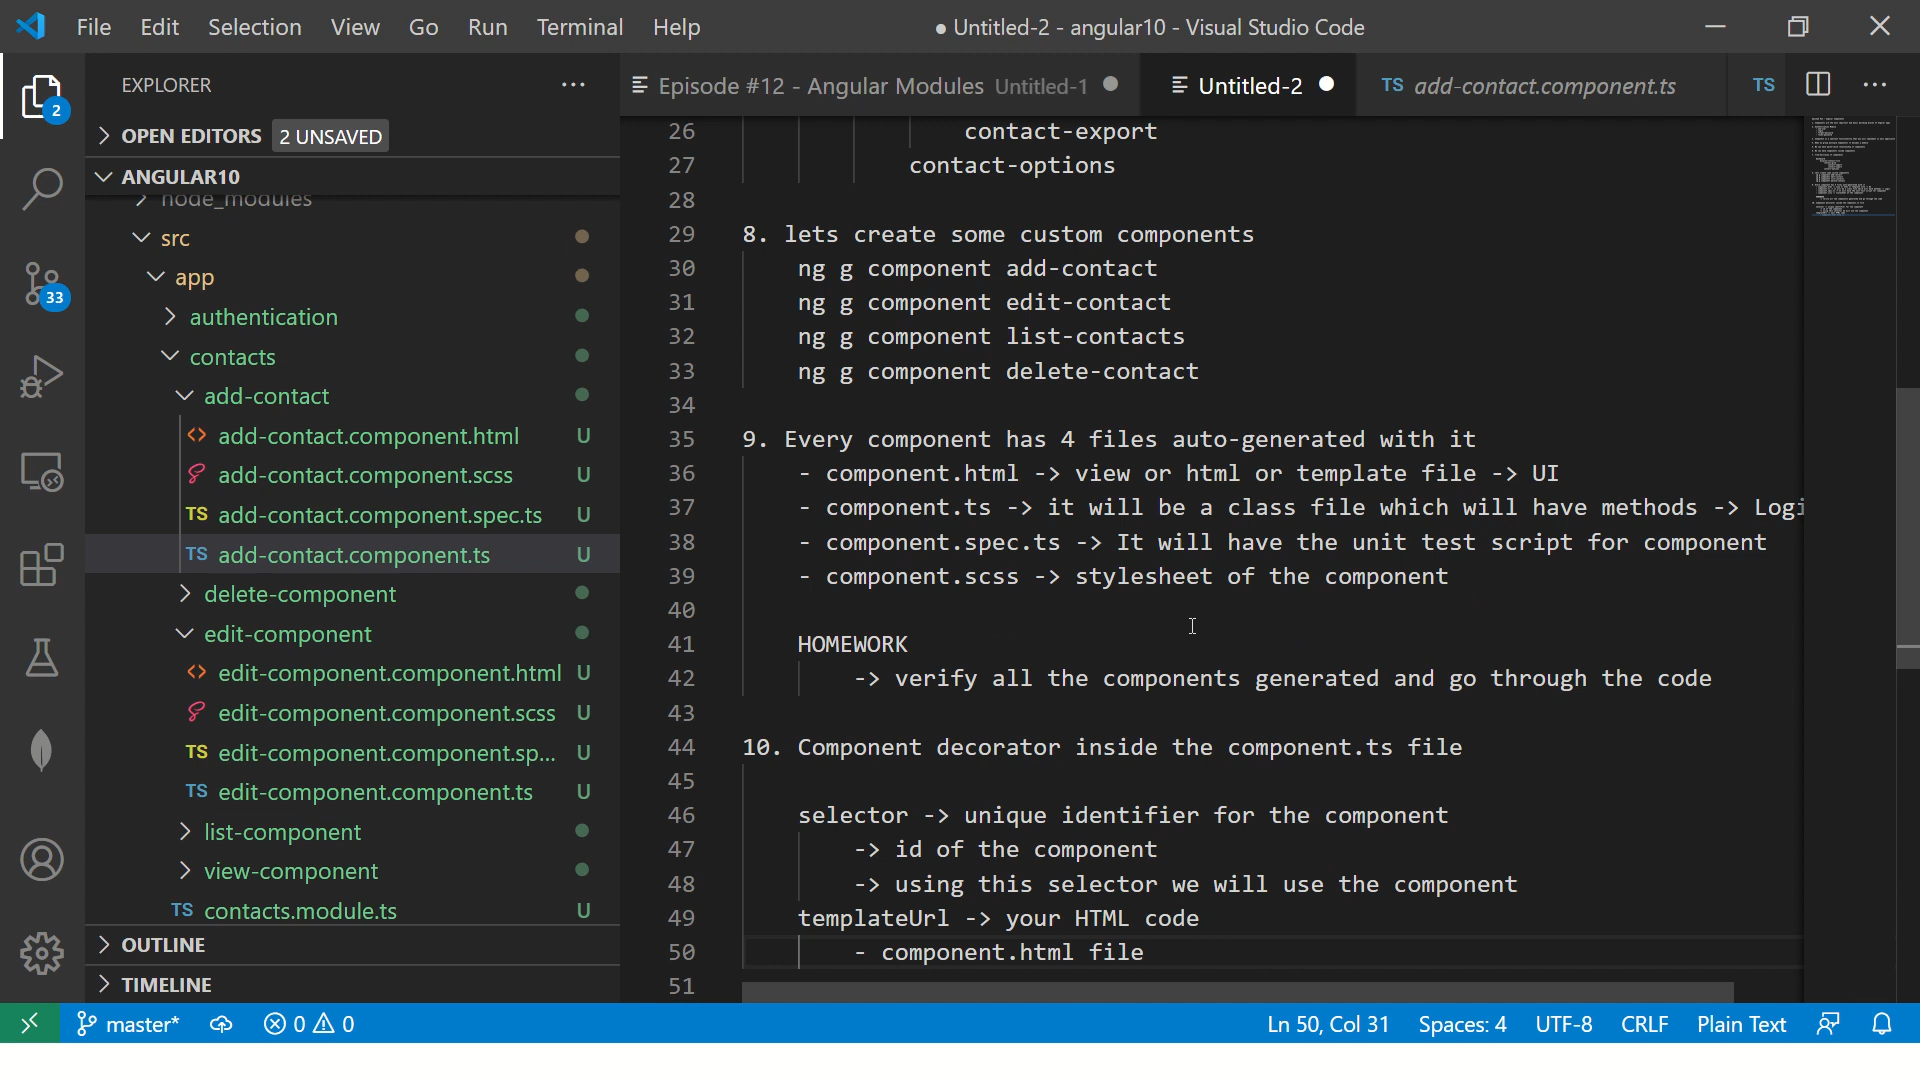 File Edit Selection View Go Run Terminal Help
● Untitled-2 - angular10 - Visual Studio Code
EXPLORER
Episode #12 - Angular Modules Untitled-1
Untitled-2
TS add-contact.component.ts
TS
2
OPEN EDITORS 2 UNSAVED
ANGULAR10
node_modules
src
app
authentication
33
contacts
add-contact
add-contact.component.html U
add-contact.component.scss U
TS add-contact.component.spec.ts U
TS add-contact.component.ts U
delete-component
edit-component
edit-component.component.html U
edit-component.component.scss U
TS edit-component.component.sp... U
TS edit-component.component.ts U
list-component
view-component
TS contacts.module.ts U
OUTLINE
TIMELINE
26 contact-export
27 contact-options
28
29 8. lets create some custom components
30 ng g component add-contact
31 ng g component edit-contact
32 ng g component list-contacts
33 ng g component delete-contact
34
35 9. Every component has 4 files auto-generated with it
36 - component.html -> view or html or template file -> UI
37 - component.ts -> it will be a class file which will have methods -> Logi
38 - component.spec.ts -> It will have the unit test script for component
39 - component.scss -> stylesheet of the component
40
41 HOMEWORK
42 -> verify all the components generated and go through the code
43
44 10. Component decorator inside the component.ts file
45
46 selector -> unique identifier for the component
47 -> id of the component
48 -> using this selector we will use the component
49 templateUrl -> your HTML code
50 - component.html file
51
master* 0 0
Ln 50, Col 31 Spaces: 4 UTF-8 CRLF Plain Text